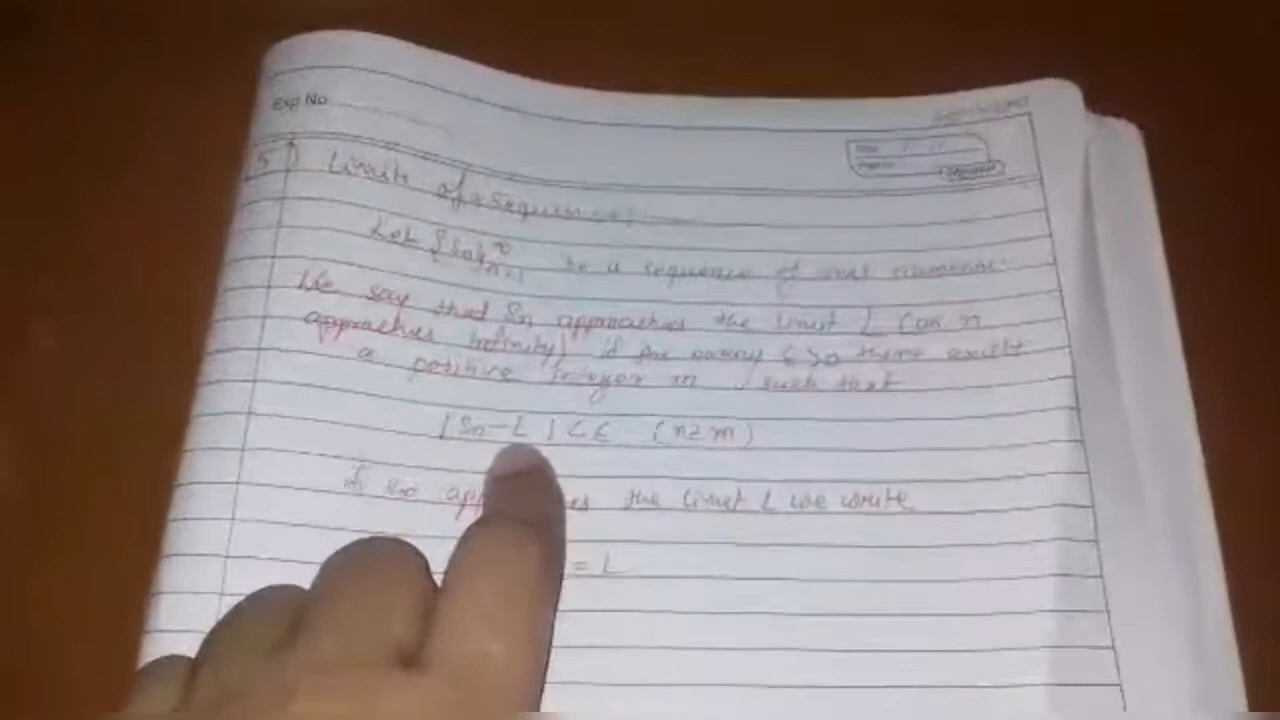 Exp No
5) Limits of a Sequence:
Let {Sn}∞n=1 be a sequence of real numbers.
We say that Sn approaches the limit L (as n
approaches infinity) if for every ϵ>0 there exists
a positive integer m such that
|Sn-L|<ϵ (n≥m)
if Sn the limit L we write
= L